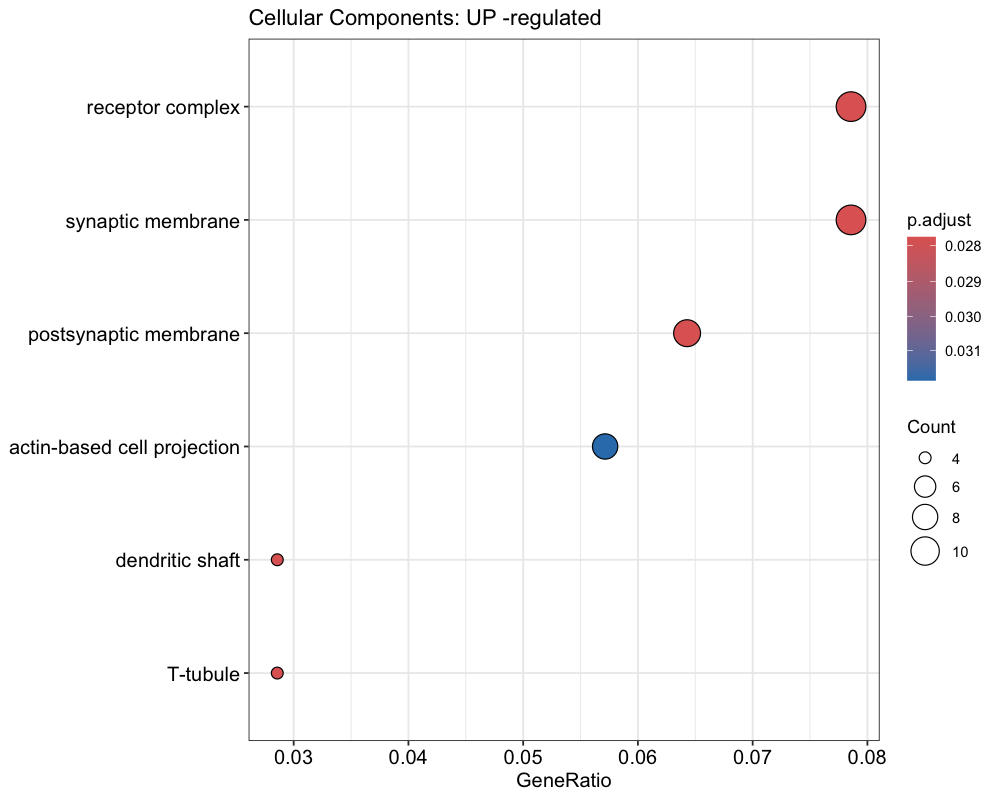 Cellular Components: UP -regulated
receptor complex
synaptic membrane
postsynaptic membrane
actin-based cell projection
dendritic shaft
T-tubule
0.03 0.04 0.05 0.06 0.07 0.08
GeneRatio
p.adjust
0.028
0.029
0.030
0.031
Count
4
6
8
10